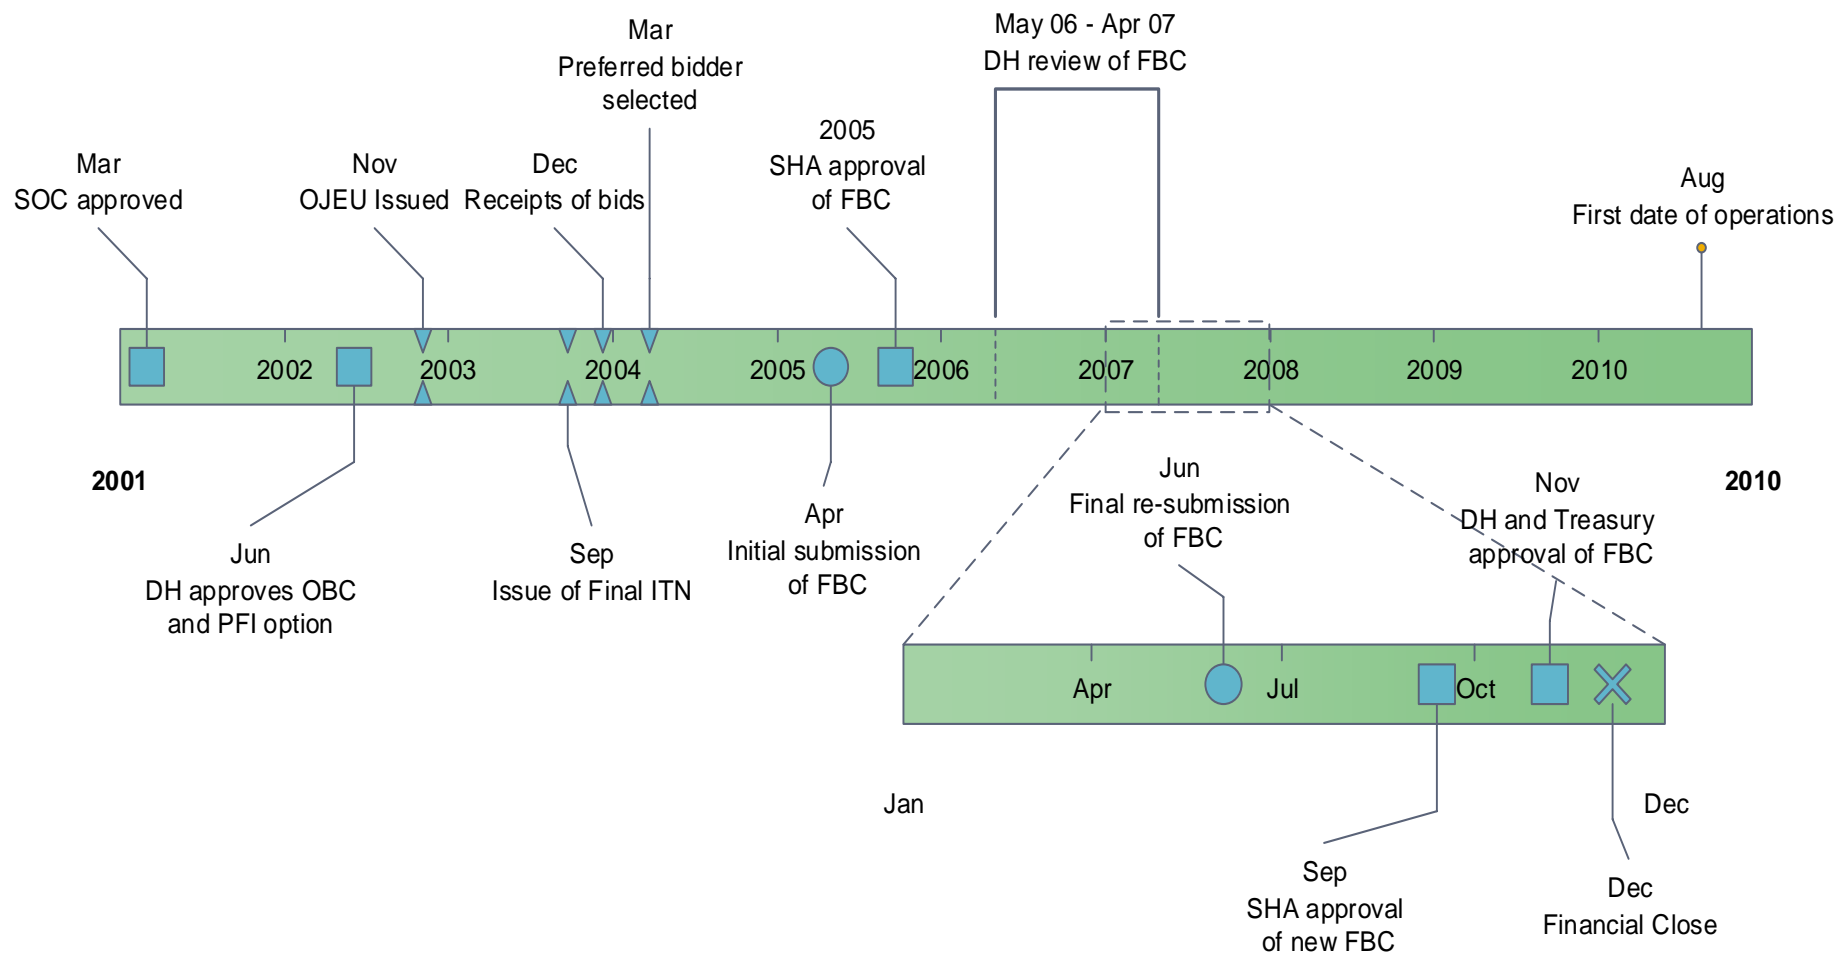 Mar
Preferred bidder
selected
May 06 - Apr 07
DH review of FBC
Mar
SOC approved
Nov
OJEU Issued
Dec
Receipts of bids
2005
SHA approval
of FBC
Aug
First date of operations
2002
2003
2004
2005
2006
2007
2008
2009
2010
2001
2010
Jun
DH approves OBC
and PFI option
Sep
Issue of Final ITN
Apr
Initial submission
of FBC
Jun
Final re-submission
of FBC
Nov
DH and Treasury
approval of FBC
Apr
Jul
Oct
Jan
Dec
Sep
SHA approval
of new FBC
Dec
Financial Close